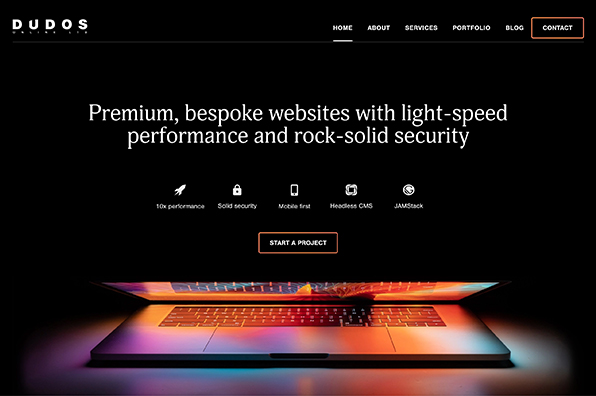 DUDOS
ONLINE LTD
HOME ABOUT SERVICES PORTFOLIO BLOG CONTACT
Premium, bespoke websites with light-speed
performance and rock-solid security
10x performance Solid security Mobile first Headless CMS JAMStack
START A PROJECT